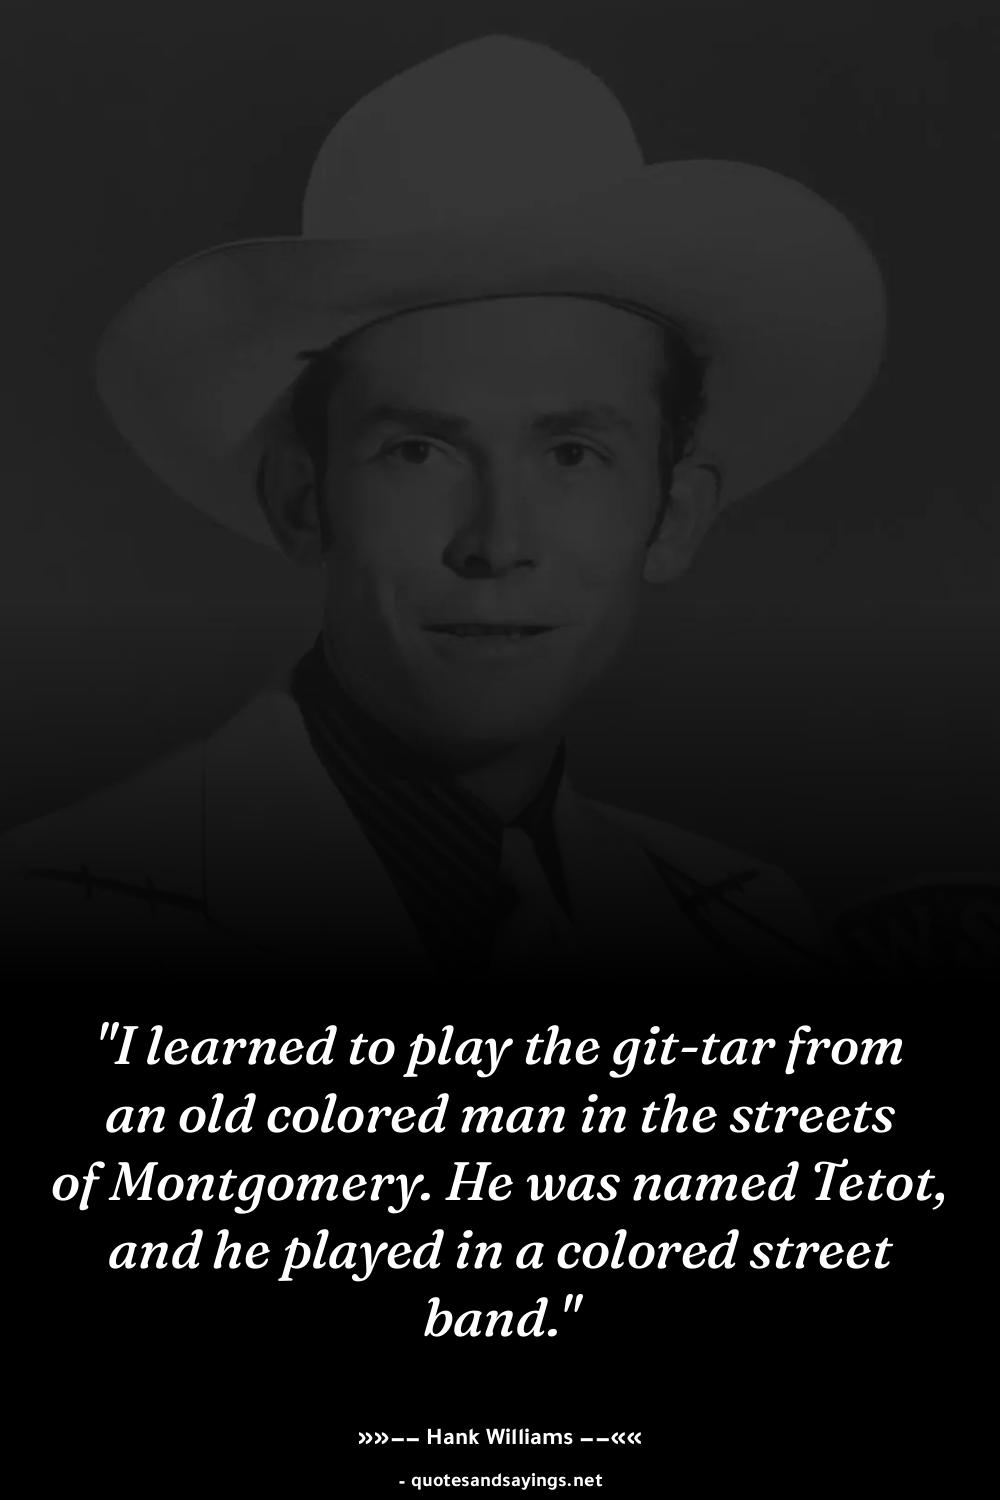 W S
"I learned to play the git-tar from
an old colored man in the streets
of Montgomery. He was named Tetot,
and he played in a colored street
band."
»»–– Hank Williams ––««
- quotesandsayings.net